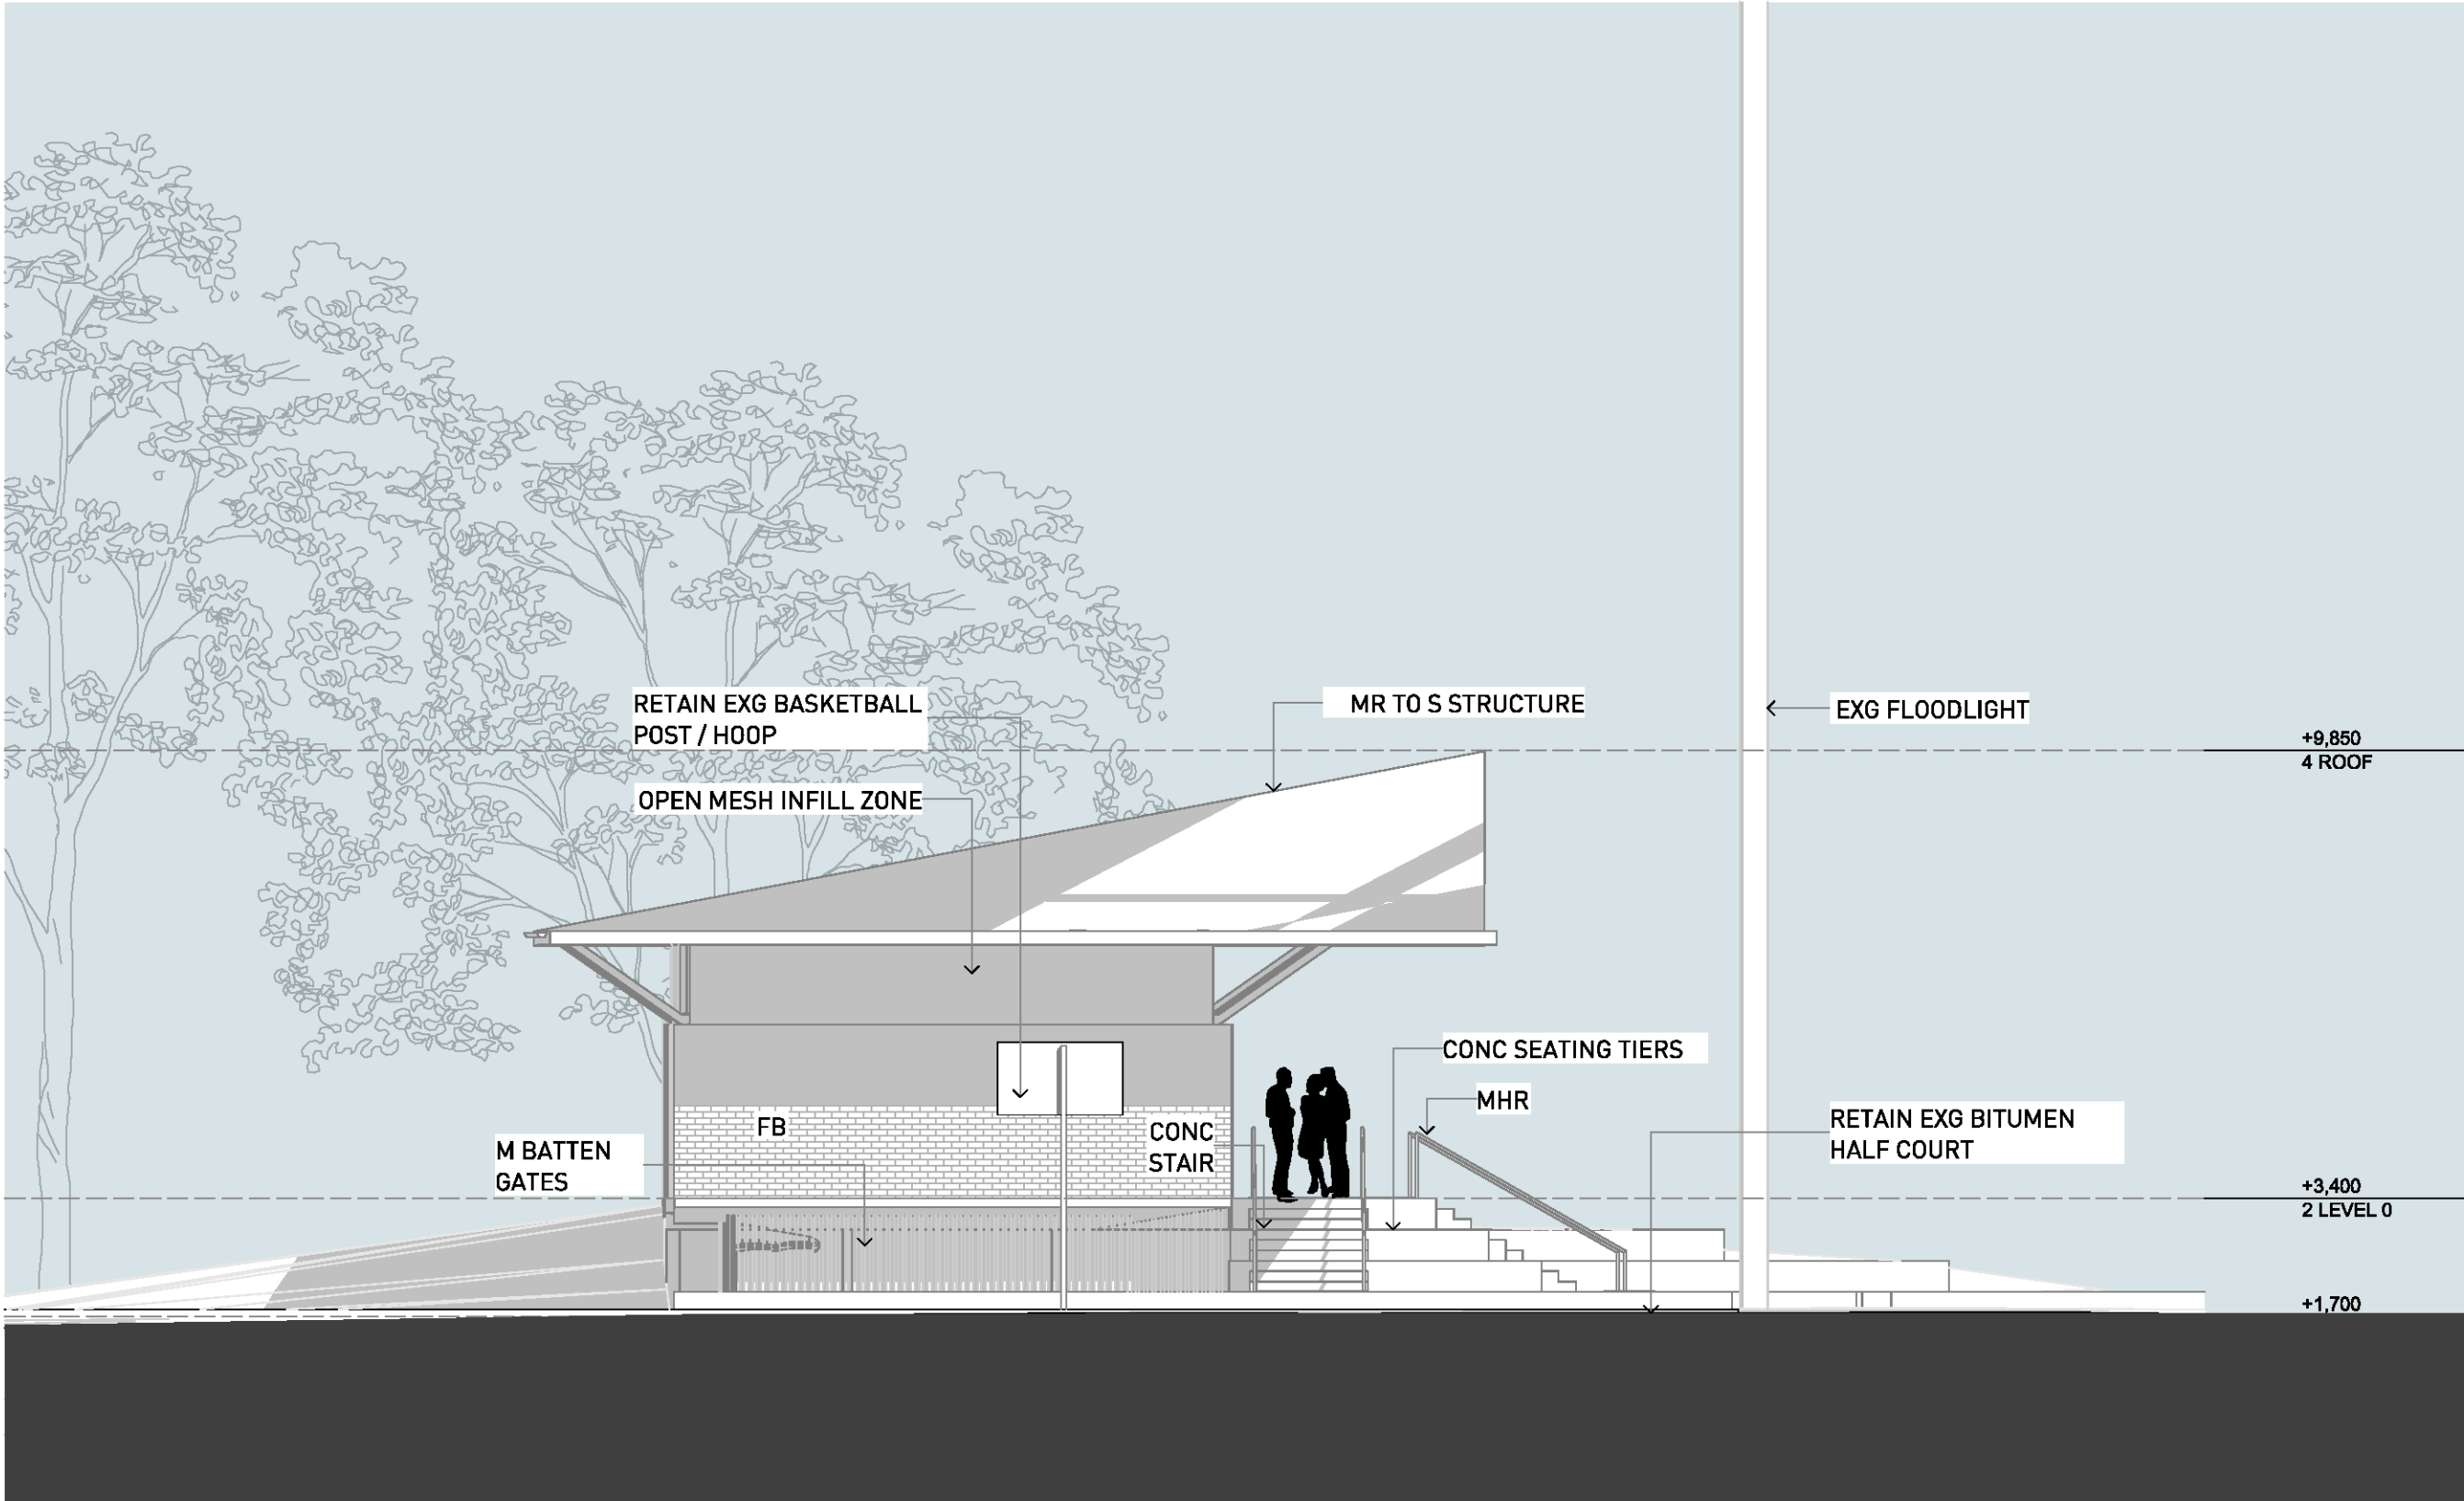 RETAIN EXG BASKETBALL
POST / HOOP
MR TO S STRUCTURE
EXG FLOODLIGHT
+9,850
4 ROOF
OPEN MESH INFILL ZONE
CONC SEATING TIERS
MHR
FB
CONC
STAIR
RETAIN EXG BITUMEN
HALF COURT
M BATTEN
GATES
+3,400
2 LEVEL 0
+1,700